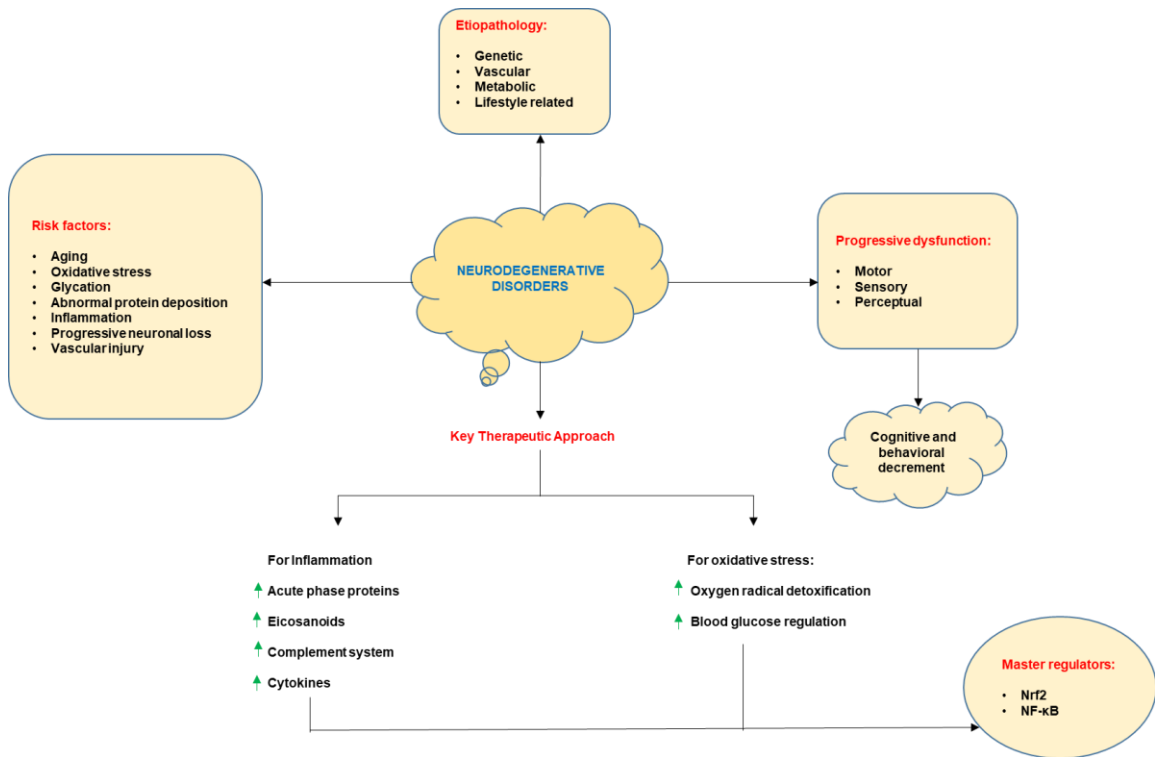 Etiopathology:
• Genetic
• Vascular
• Metabolic
• Lifestyle related
Risk factors:
• Aging
• Oxidative stress
• Glycation
• Abnormal protein deposition
• Inflammation
• Progressive neuronal loss
• Vascular injury
NEURODEGENERATIVE
DISORDERS
Progressive dysfunction:
• Motor
• Sensory
• Perceptual
Cognitive and
behavioral
decrement
Key Therapeutic Approach
For Inflammation
Acute phase proteins
Eicosanoids
Complement system
Cytokines
For oxidative stress:
Oxygen radical detoxification
Blood glucose regulation
Master regulators:
• Nrf2
• NF-κB